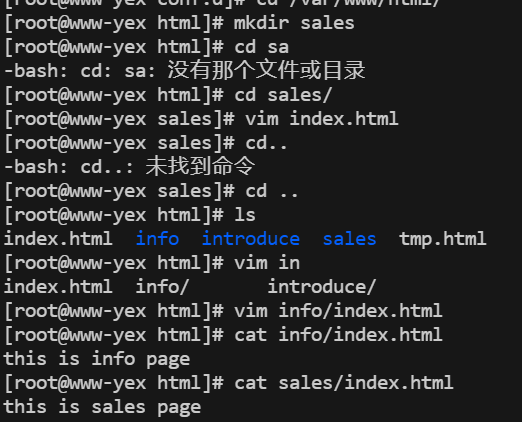 [root@www-yex conf.d]# cd /var/www/html/
[root@www-yex html]# mkdir sales
[root@www-yex html]# cd sa
-bash: cd: sa: 没有那个文件或目录
[root@www-yex html]# cd sales/
[root@www-yex sales]# vim index.html
[root@www-yex sales]# cd..
-bash: cd..: 未找到命令
[root@www-yex sales]# cd ..
[root@www-yex html]# ls
index.html  info  introduce  sales  tmp.html
[root@www-yex html]# vim in
index.html  info/       introduce/
[root@www-yex html]# vim info/index.html
[root@www-yex html]# cat info/index.html
this is info page
[root@www-yex html]# cat sales/index.html
this is sales page